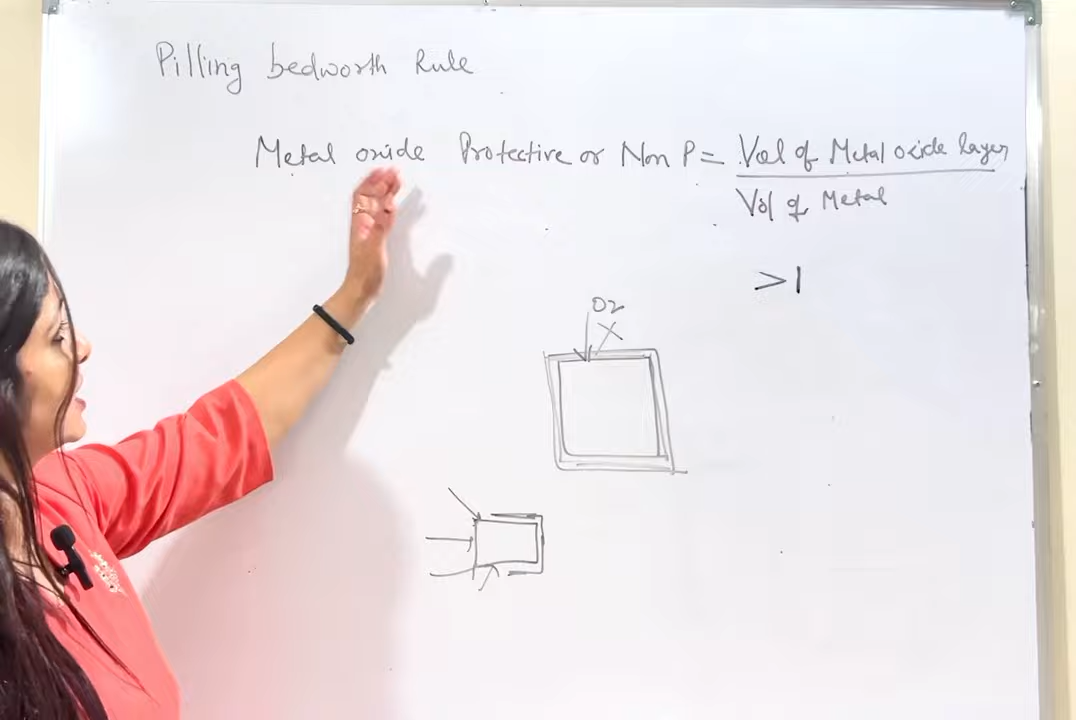 Pilling bedworth Rule
Metal oxide Protective or Non P = Vol of Metal oxide layer
Vol of Metal
>1
O2
X